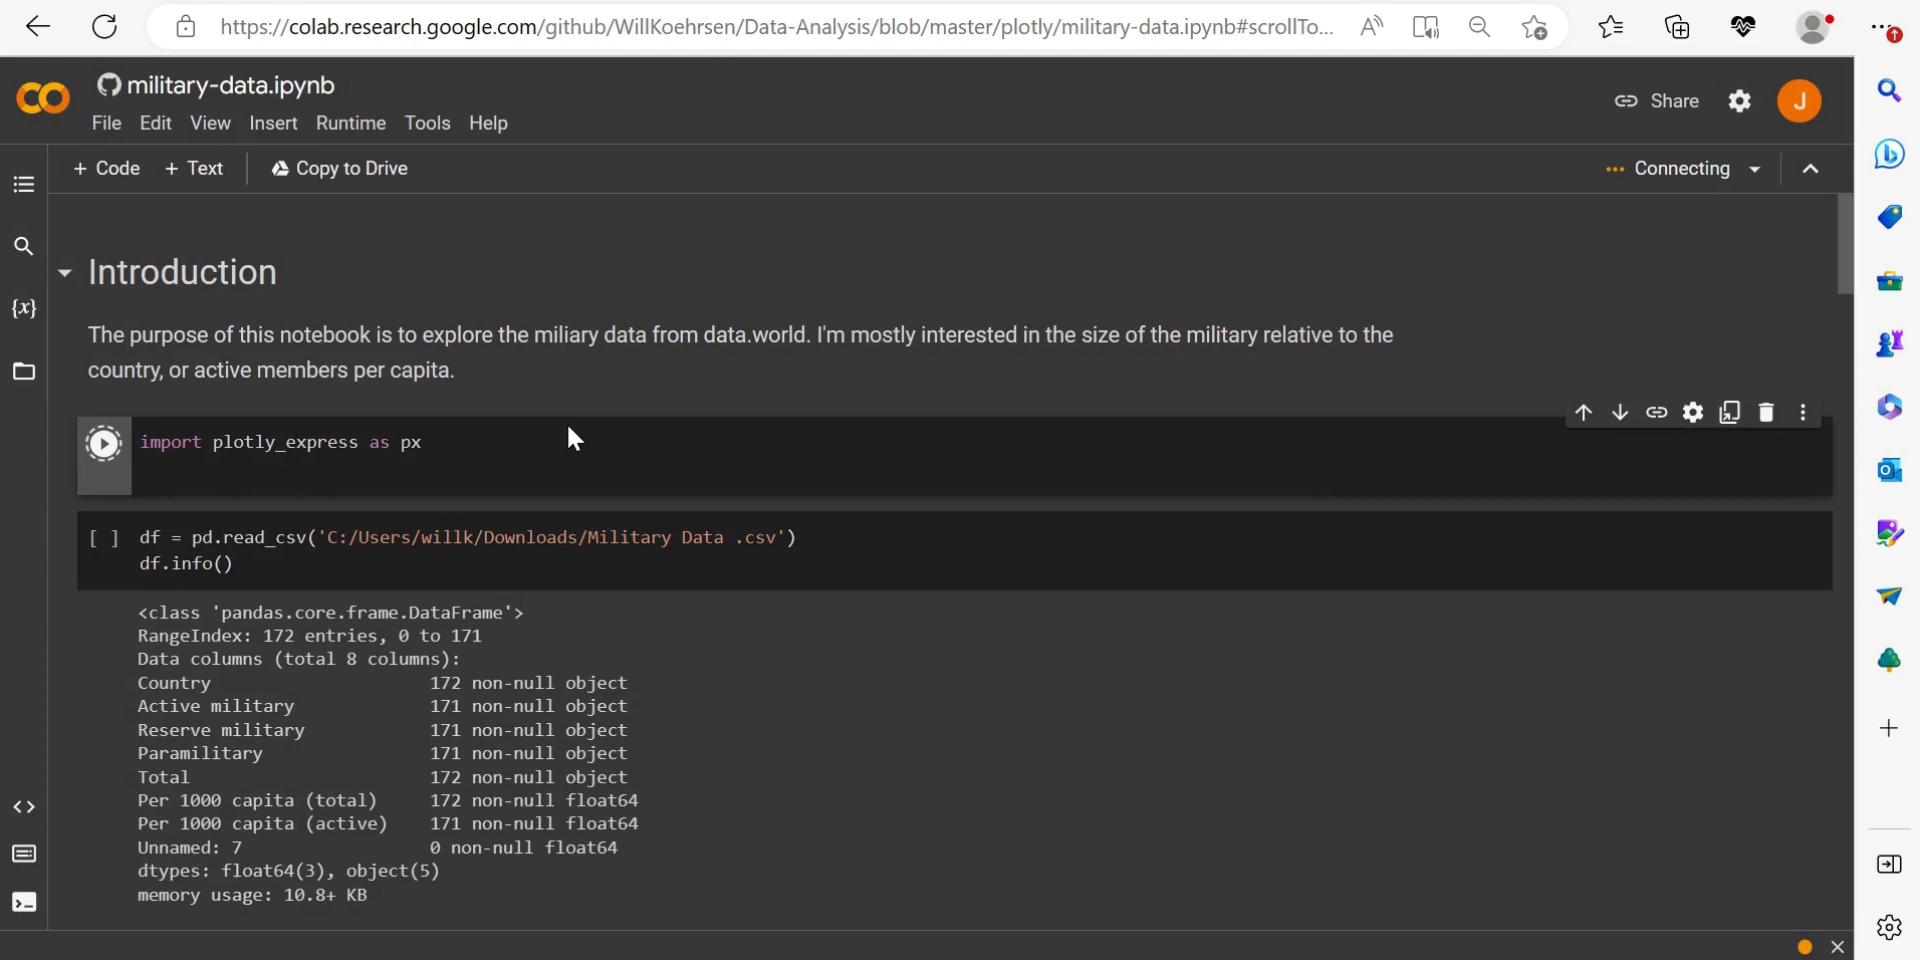 https://colab.research.google.com/github/WillKoehrsen/Data-Analysis/blob/master/plotly/military-data.ipynb#scrollTo...
military-data.ipynb
File Edit View Insert Runtime Tools Help
Share
J
+ Code + Text Copy to Drive
Connecting
Introduction
The purpose of this notebook is to explore the miliary data from data.world. I'm mostly interested in the size of the military relative to the
country, or active members per capita.
import plotly_express as px
[ ] df = pd.read_csv('C:/Users/willk/Downloads/Military Data .csv')
df.info()
<class 'pandas.core.frame.DataFrame'>
RangeIndex: 172 entries, 0 to 171
Data columns (total 8 columns):
Country 172 non-null object
Active military 171 non-null object
Reserve military 171 non-null object
Paramilitary 171 non-null object
Total 172 non-null object
Per 1000 capita (total) 172 non-null float64
Per 1000 capita (active) 171 non-null float64
Unnamed: 7 0 non-null float64
dtypes: float64(3), object(5)
memory usage: 10.8+ KB